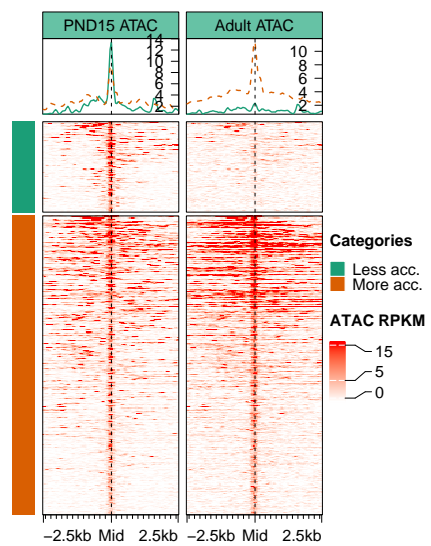 PND15 ATAC
Adult ATAC
14
12
10
8
6
4
2
10
8
6
4
2
Categories
Less acc.
More acc.
ATAC RPKM
15
5
0
−2.5kb Mid 2.5kb
−2.5kb Mid 2.5kb